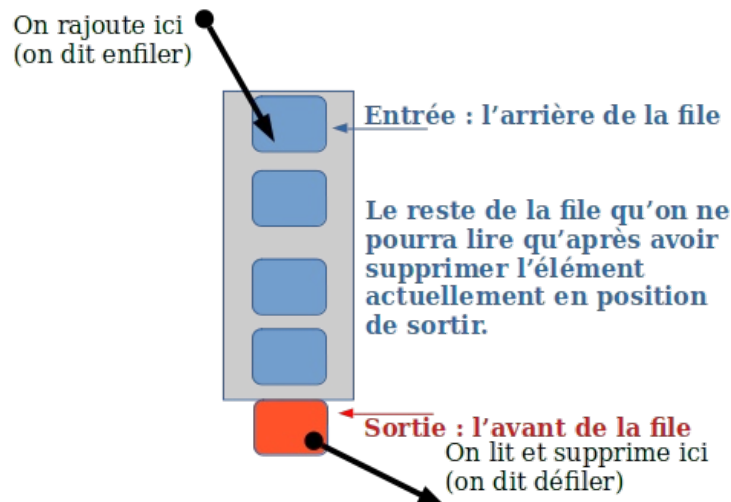 On rajoute ici
(on dit enfiler)
Entrée : l’arrière de la file
Le reste de la file qu’on ne
pourra lire qu’après avoir
supprimer l’élément
actuellement en position
de sortir.
Sortie : l’avant de la file
On lit et supprime ici
(on dit défiler)